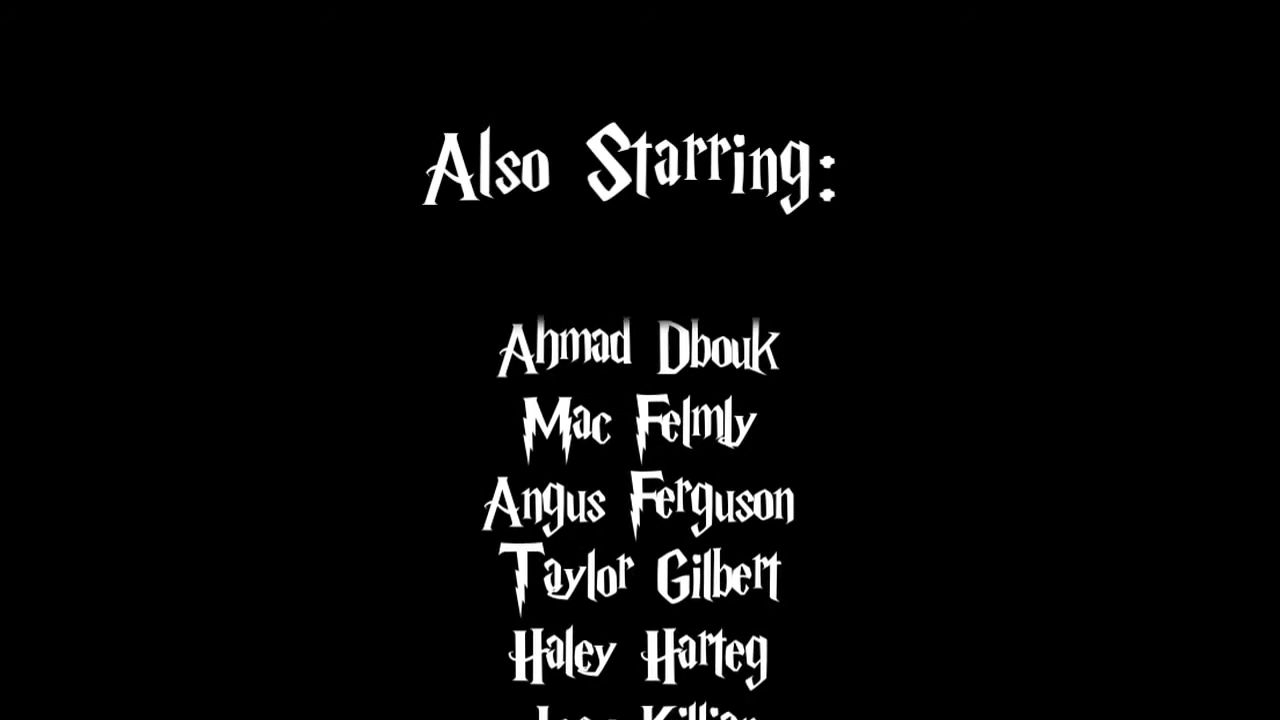 Also Starring:
Ahmad Dbouk
Mac Felmly
Angus Ferguson
Taylor Gilbert
Haley Harteg